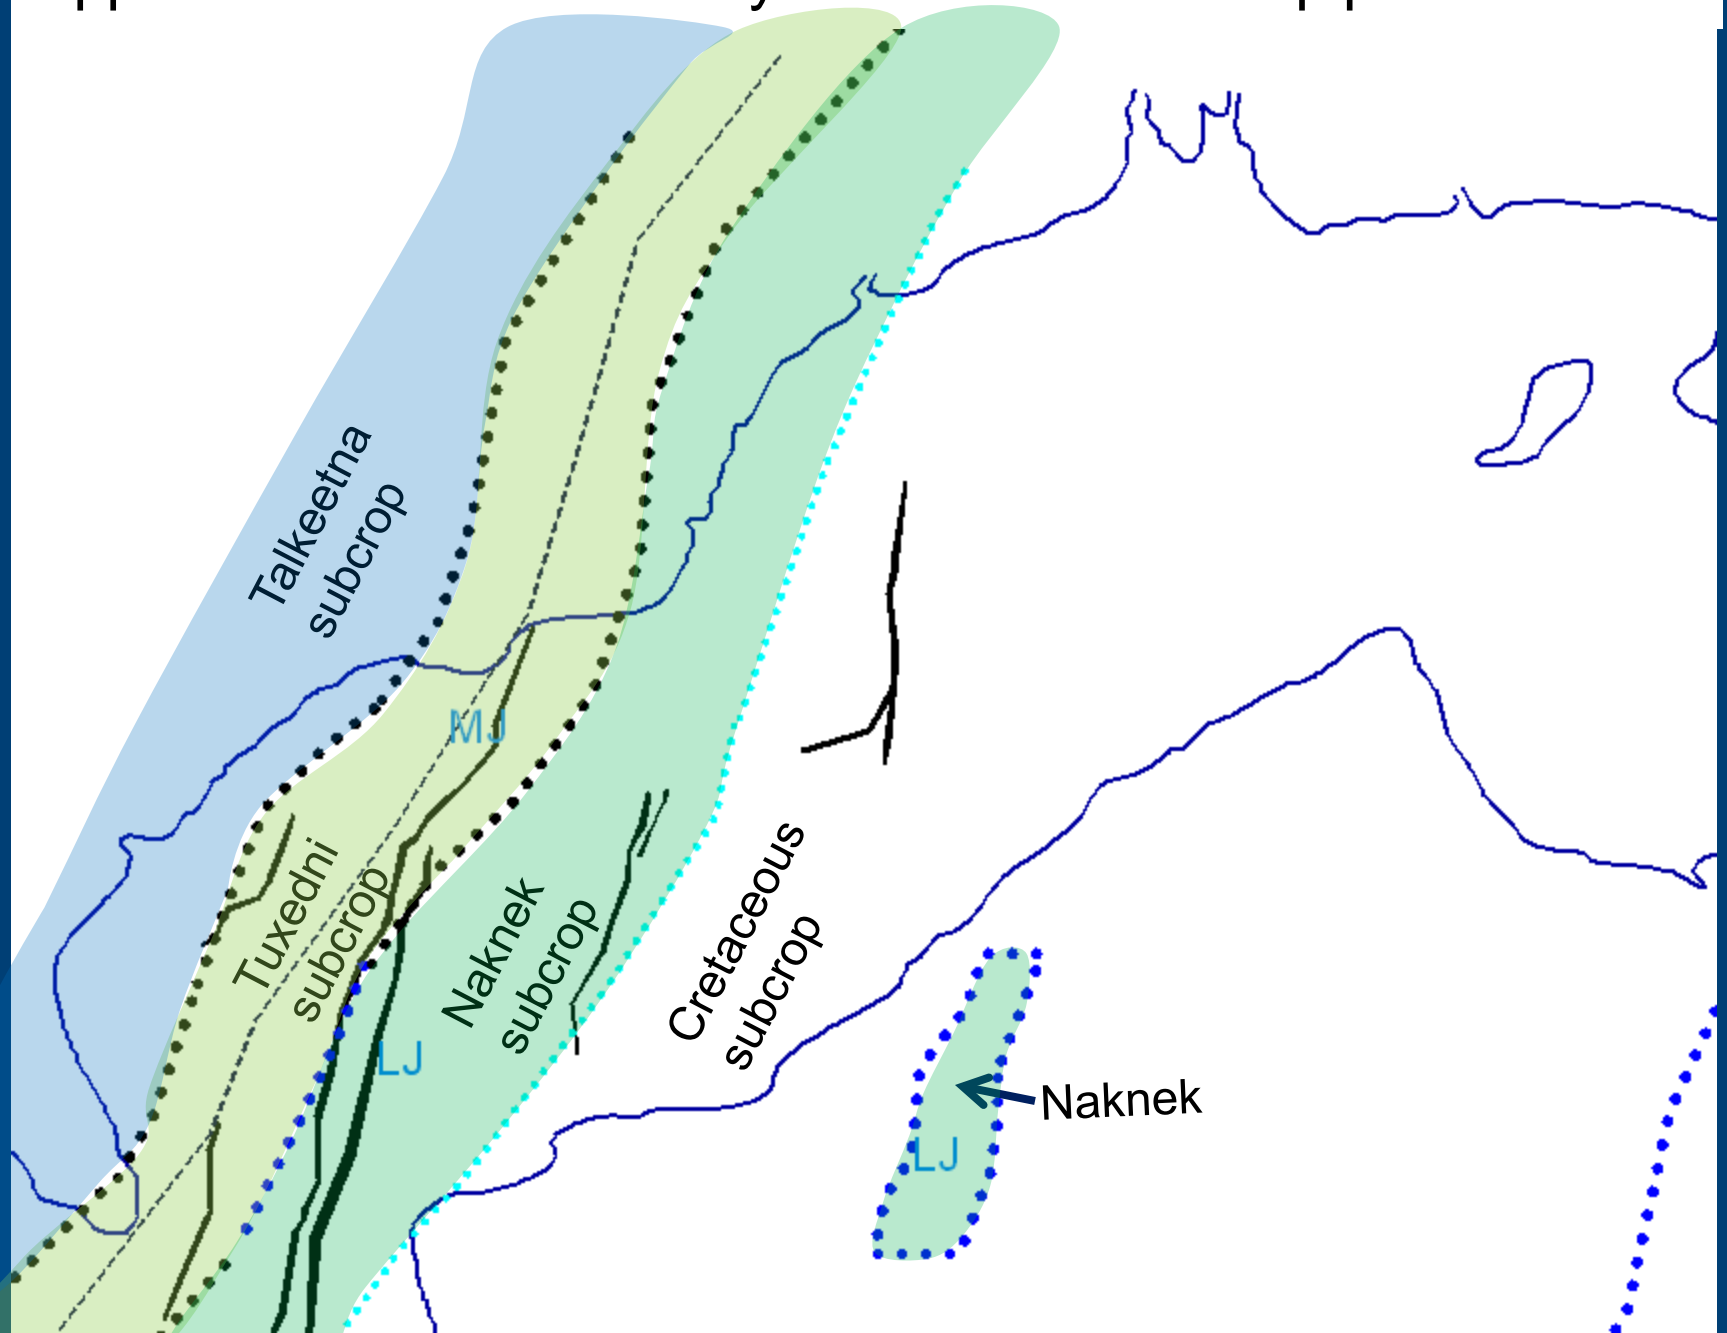 Talkeetna
subcrop
MJ
Tuxedni
subcrop
Naknek
subcrop
LJ
Cretaceous
subcrop
Naknek
LJ